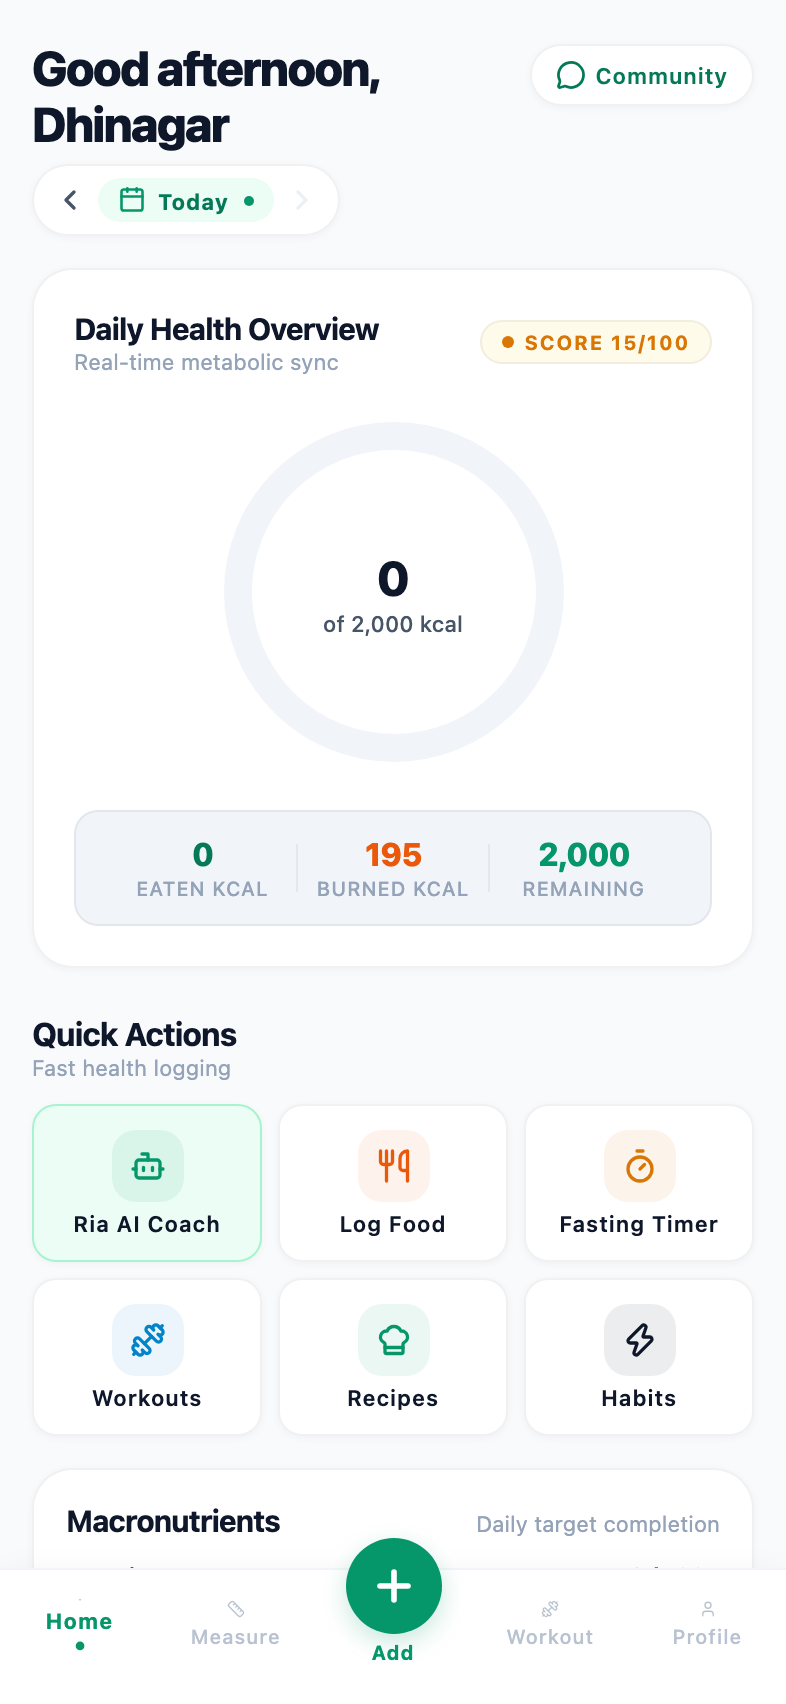 Good afternoon,
Dhinagar
Community
Today
Daily Health Overview
Real-time metabolic sync
SCORE 15/100
0
of 2,000 kcal
0
EATEN KCAL
195
BURNED KCAL
2,000
REMAINING
Quick Actions
Fast health logging
Ria AI Coach
Log Food
Fasting Timer
Workouts
Recipes
Habits
Macronutrients
Daily target completion
Home
Measure
Add
Workout
Profile